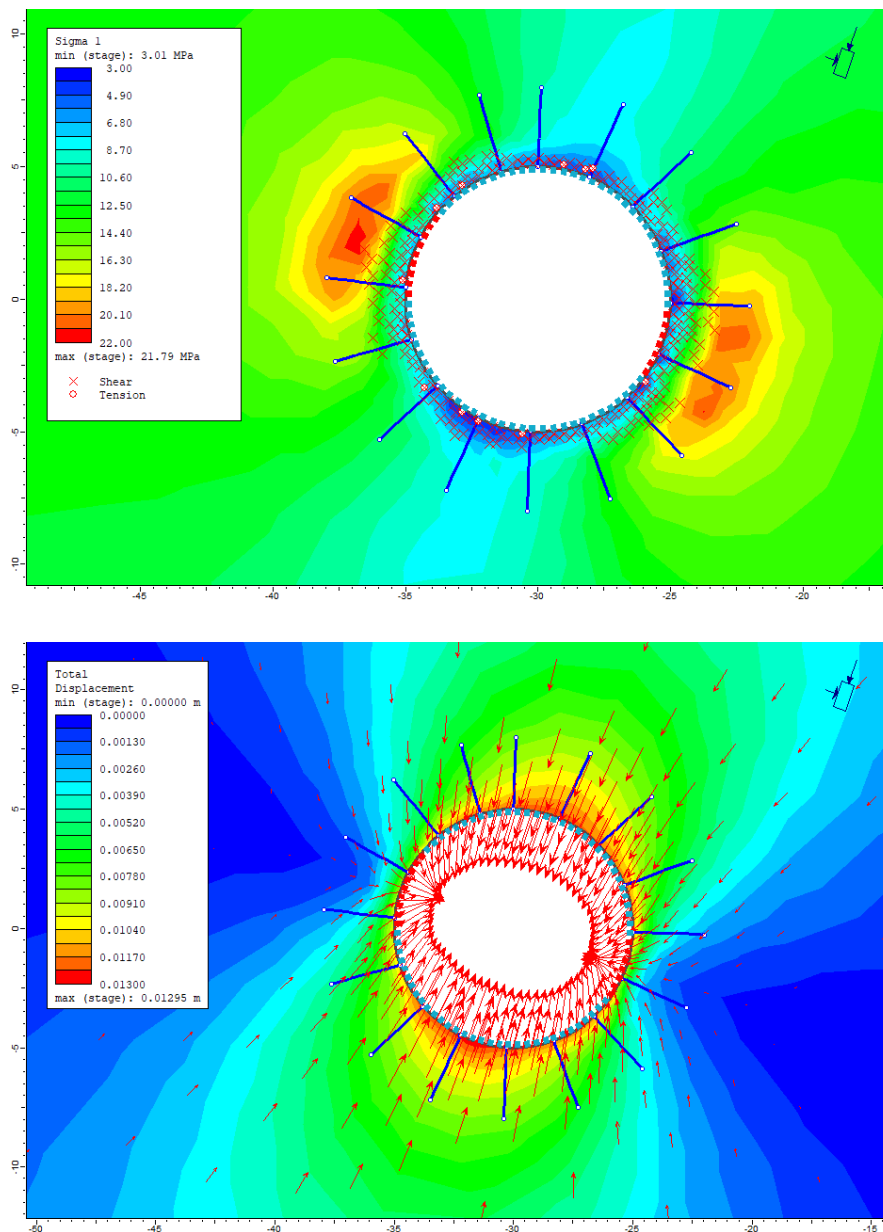 Sigma 1
min (stage): 3.01 MPa
3.00
4.90
6.80
8.70
10.60
12.50
14.40
16.30
18.20
20.10
22.00
max (stage): 21.79 MPa
Shear
Tension
10
5
0
-5
-10
-45 -40 -35 -30 -25 -20
Total
Displacement
min (stage): 0.00000 m
0.00000
0.00130
0.00260
0.00390
0.00520
0.00650
0.00780
0.00910
0.01040
0.01170
0.01300
max (stage): 0.01295 m
10
5
0
-5
-10
-50 -45 -40 -35 -30 -25 -20 -15